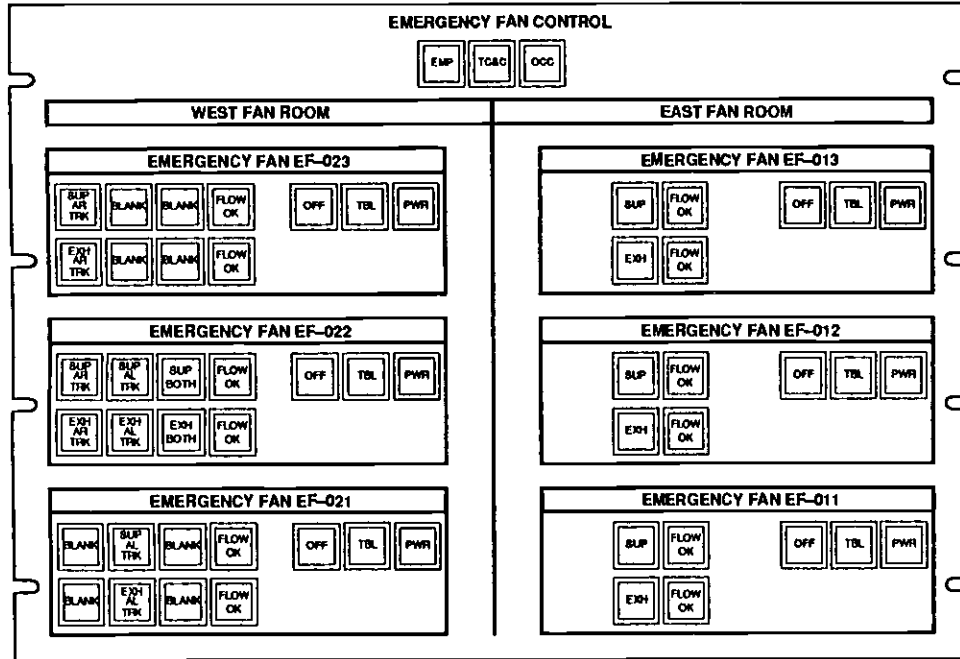 EMERGENCY FAN CONTROL
EMP TC&C OCC
WEST FAN ROOM
EAST FAN ROOM
EMERGENCY FAN EF-023
SUP AR TRK
BLANK
BLANK
FLOW OK
OFF
TBL
PWR
EXH AR TRK
BLANK
BLANK
FLOW OK
EMERGENCY FAN EF-022
SUP AR TRK
SUP AL TRK
SUP BOTH
FLOW OK
OFF
TBL
PWR
EXH AR TRK
EXH AL TRK
EXH BOTH
FLOW OK
EMERGENCY FAN EF-021
BLANK
SUP AL TRK
BLANK
FLOW OK
OFF
TBL
PWR
BLANK
EXH AL TRK
BLANK
FLOW OK
EMERGENCY FAN EF-013
SUP
FLOW OK
OFF
TBL
PWR
EXH
FLOW OK
EMERGENCY FAN EF-012
SUP
FLOW OK
OFF
TBL
PWR
EXH
FLOW OK
EMERGENCY FAN EF-011
SUP
FLOW OK
OFF
TBL
PWR
EXH
FLOW OK